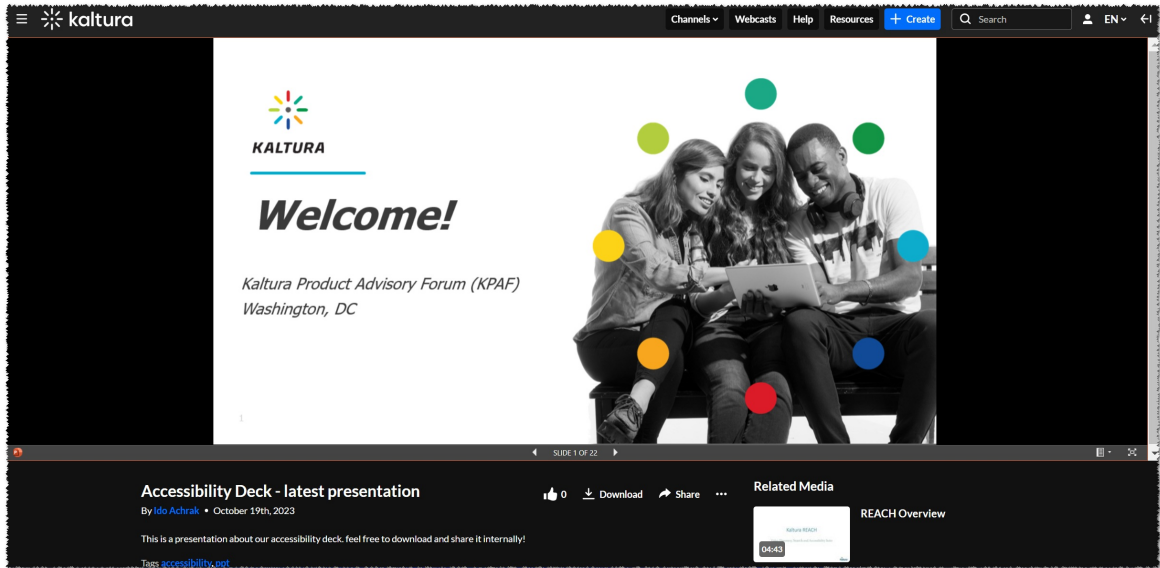 kaltura
Channels
Webcasts
Help
Resources
+ Create
Search
EN
KALTURA
Welcome!
Kaltura Product Advisory Forum (KPAF)
Washington, DC
1
SLIDE 1 OF 22
Accessibility Deck - latest presentation
0
Download
Share
...
By Ido Achrak • October 19th, 2023
This is a presentation about our accessibility deck. feel free to download and share it internally!
Tags accessibility, ppt
Related Media
Kaltura REACH
04:43
REACH Overview